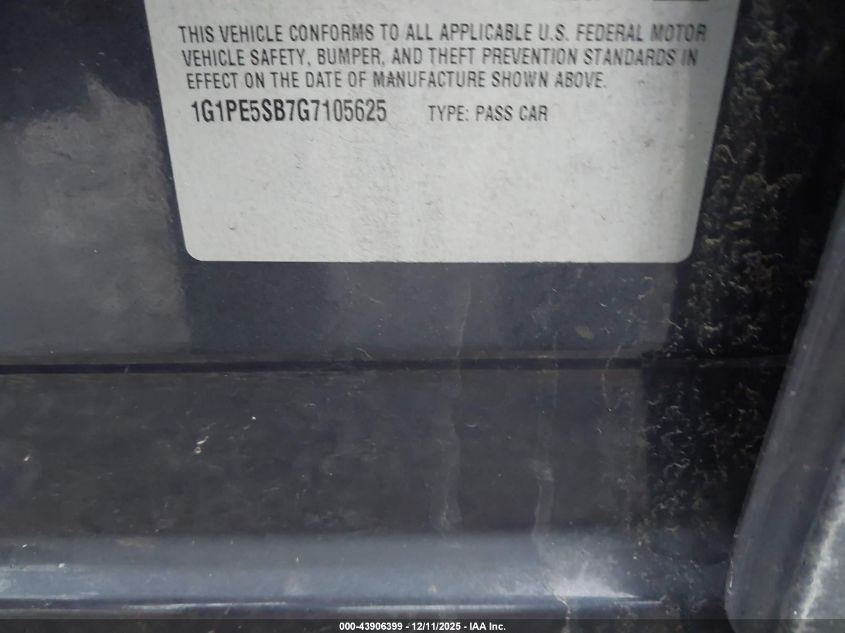 THIS VEHICLE CONFORMS TO ALL APPLICABLE U.S. FEDERAL MOTOR
VEHICLE SAFETY, BUMPER, AND THEFT PREVENTION STANDARDS IN
EFFECT ON THE DATE OF MANUFACTURE SHOWN ABOVE.
1G1PE5SB7G7105625 TYPE: PASS CAR
000-43906399 - 12/11/2025 - IAA Inc.